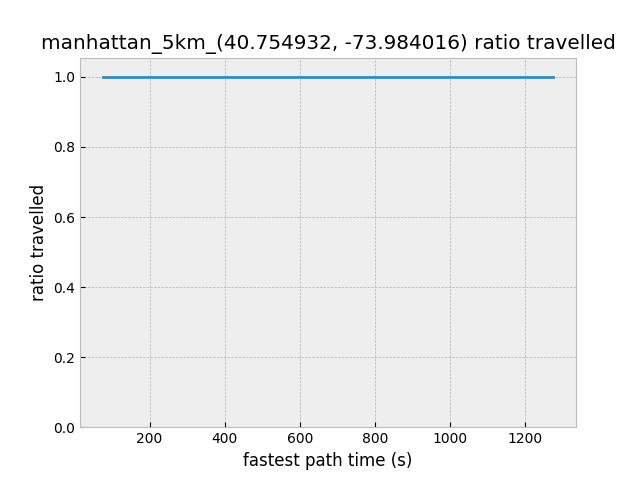 manhattan_5km_(40.754932, -73.984016) ratio travelled
1.0
0.8
0.6
0.4
0.2
0.0
ratio travelled
200 400 600 800 1000 1200
fastest path time (s)